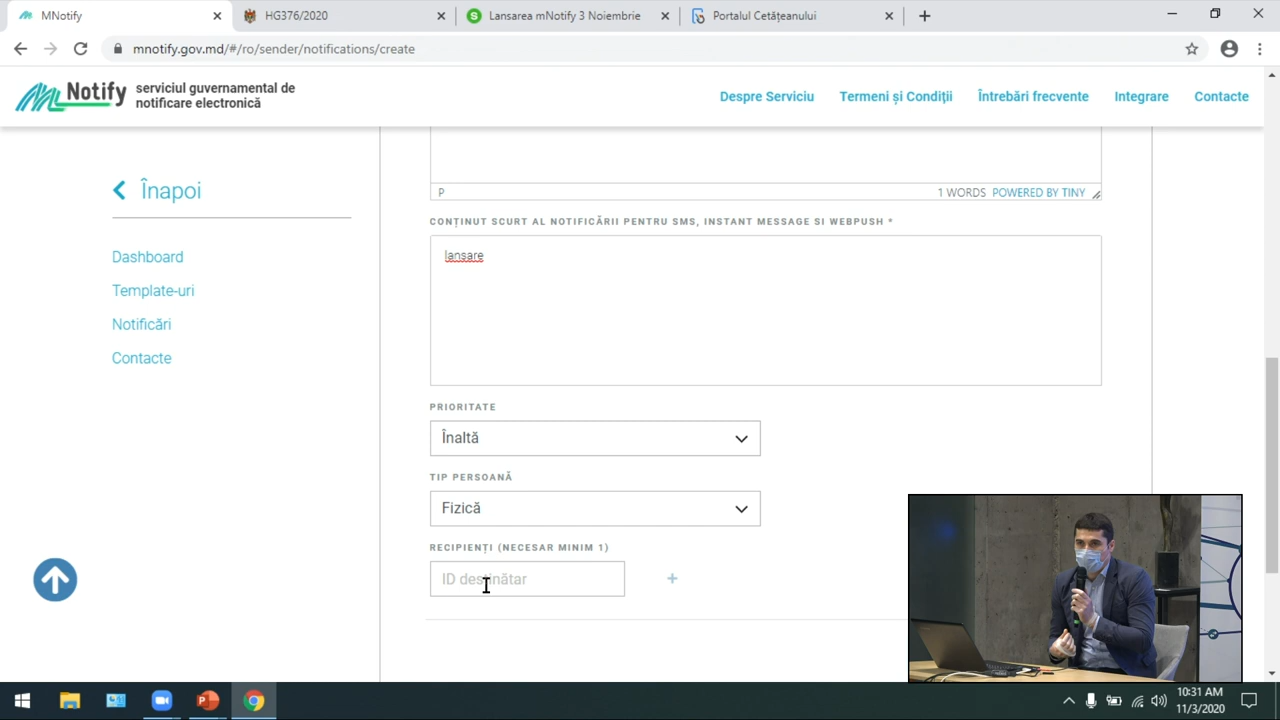 MNotify
HG376/2020
Lansarea mNotify 3 Noiembrie
Portalul Cetățeanului
mnotify.gov.md/#/ro/sender/notifications/create
Notify
serviciul guvernamental de
notificare electronică
Despre Serviciu
Termeni și Condiții
Întrebări frecvente
Integrare
Contacte
Înapoi
Dashboard
Template-uri
Notificări
Contacte
P
1 WORDS POWERED BY TINY
CONȚINUT SCURT AL NOTIFICĂRII PENTRU SMS, INSTANT MESSAGE SI WEBPUSH *
lansare
PRIORITATE
Înaltă
TIP PERSOANĂ
Fizică
RECIPIENȚI (NECESAR MINIM 1)
ID destinătar
+
10:31 AM
11/3/2020